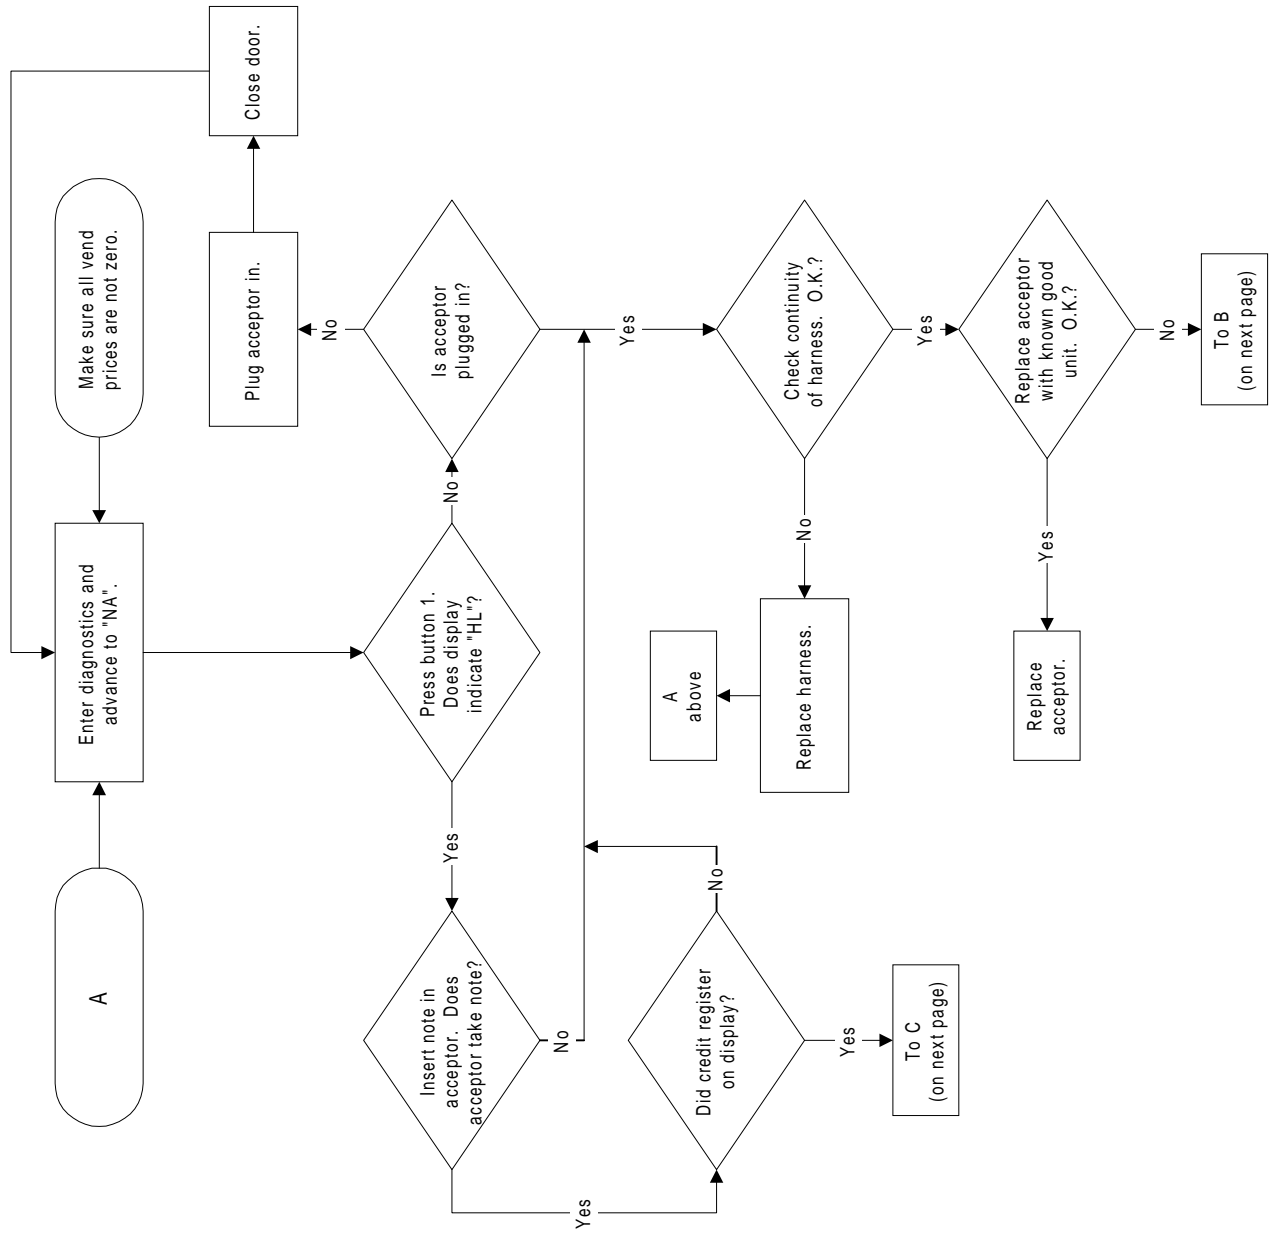 A
Enter diagnostics and
advance to "NA".
Make sure all vend
prices are not zero.
Close door.
Plug acceptor in.
No
Insert note in
acceptor. Does
acceptor take note?
Yes
Press button 1.
Does display
indicate "HL"?
No
Is acceptor
plugged in?
No
Yes
Yes
Did credit register
on display?
No
A
above
Replace harness.
No
Check continuity
of harness. O.K.?
Yes
Yes
To C
(on next page)
Replace
acceptor.
Yes
Replace acceptor
with known good
unit. O.K.?
No
To B
(on next page)